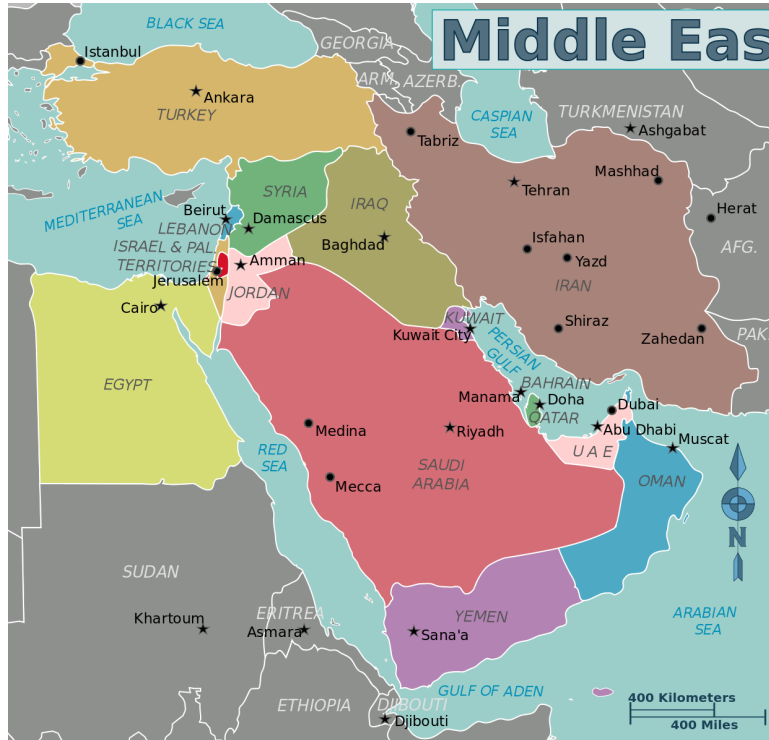 Middle Eas
BLACK SEA
Istanbul
GEORGIA
ARM.
AZERB.
Ankara
TURKEY
CASPIAN
SEA
TURKMENISTAN
Ashgabat
Tabriz
Tehran
Mashhad
MEDITERRANEAN
SEA
SYRIA
IRAQ
Beirut
Damascus
LEBANON
Herat
ISRAEL & PAL.
TERRITORIES
Baghdad
Isfahan
Yazd
AFG.
Amman
Jerusalem
JORDAN
IRAN
Cairo
KUWAIT
Kuwait City
Shiraz
Zahedan
PAK.
PERSIAN
GULF
EGYPT
BAHRAIN
Manama
Doha
QATAR
Dubai
Abu Dhabi
Medina
Riyadh
Muscat
RED
SEA
U A E
SAUDI
ARABIA
OMAN
Mecca
N
SUDAN
Khartoum
ERITREA
Asmara
YEMEN
Sana'a
ARABIAN
SEA
GULF OF ADEN
ETHIOPIA
DJIBOUTI
Djibouti
400 Kilometers
400 Miles